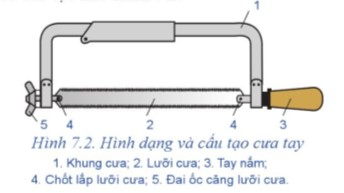 1
5 4 2 4 3
Hình 7.2. Hình dạng và cấu tạo cưa tay
1. Khung cưa; 2. Lưỡi cưa; 3. Tay nắm;
4. Chốt lắp lưỡi cưa; 5. Đai ốc căng lưỡi cưa.